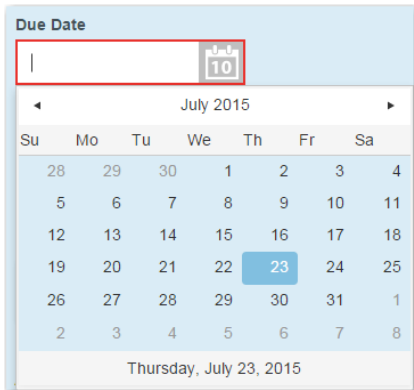 Due Date
10
July 2015
Su Mo Tu We Th Fr Sa
28 29 30 1 2 3 4
5 6 7 8 9 10 11
12 13 14 15 16 17 18
19 20 21 22 23 24 25
26 27 28 29 30 31 1
2 3 4 5 6 7 8
Thursday, July 23, 2015